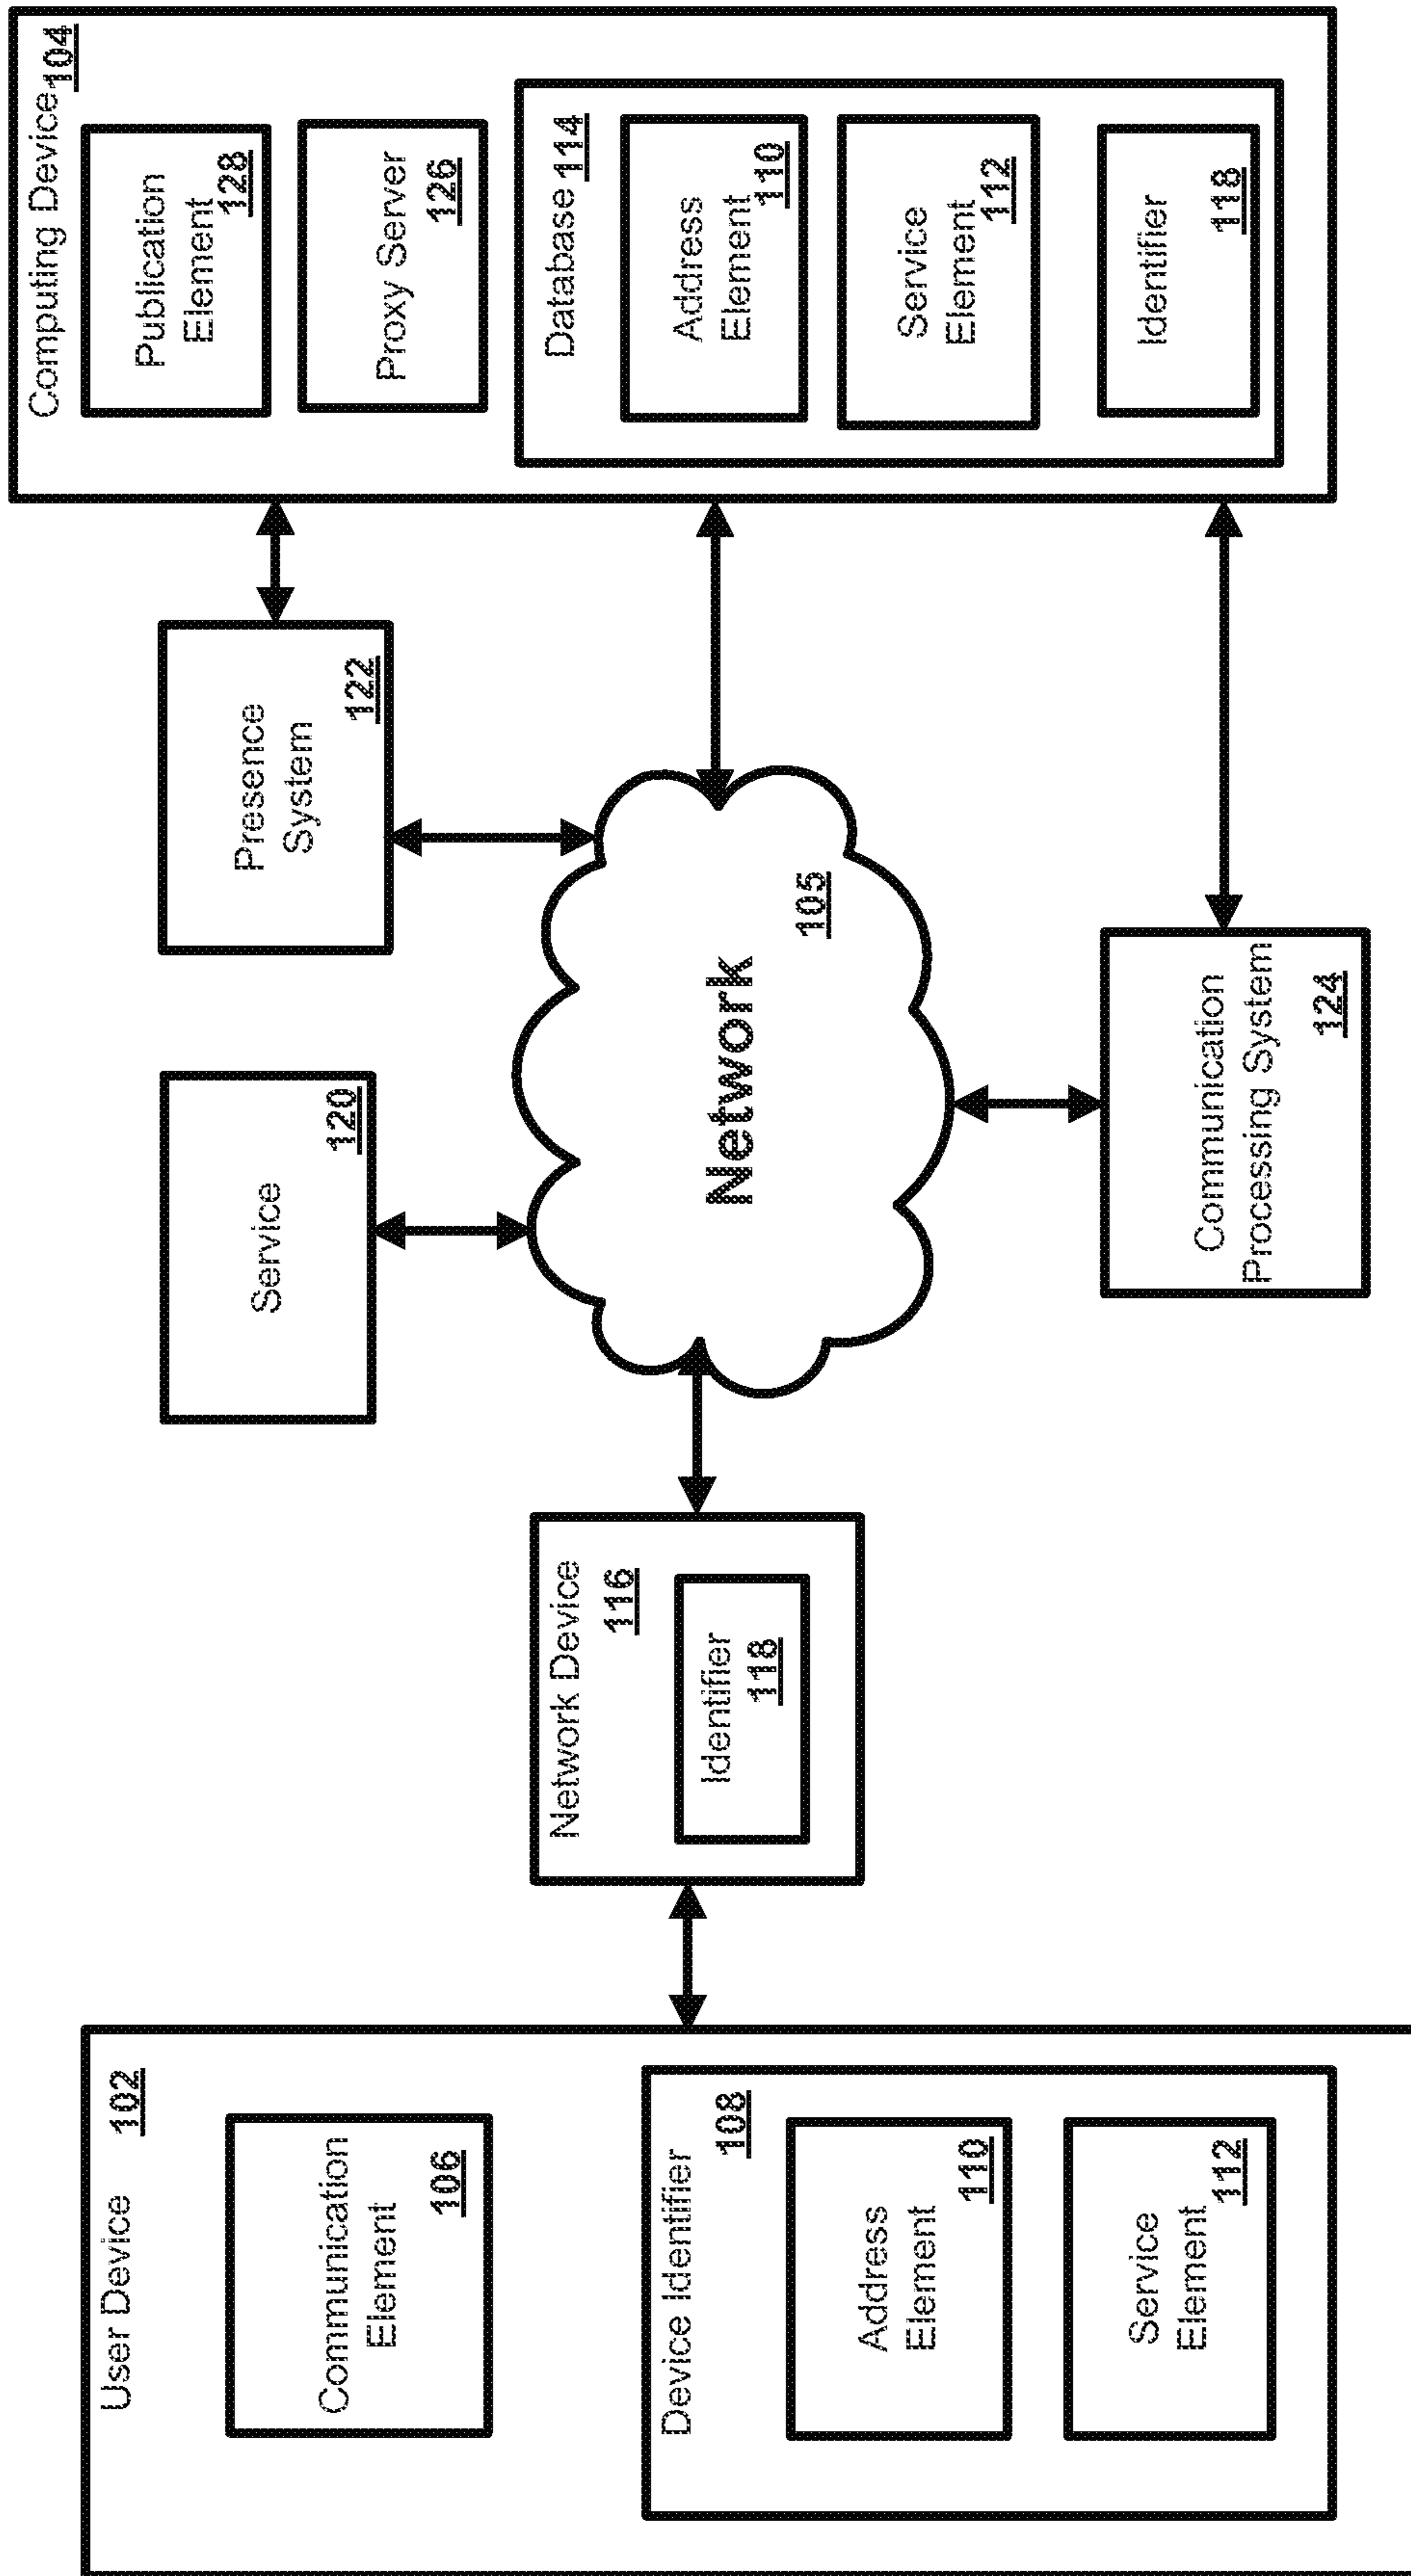 User Device
102
Communication
Element
106
Device Identifier
108
Address
Element
110
Service
Element
112
Network Device
116
Identifier
118
Service
120
Network
105
Presence
System
122
Communication
Processing System
124
Computing Device
104
Publication
Element
128
Proxy Server
126
Database
114
Address
Element
110
Service
Element
112
Identifier
118